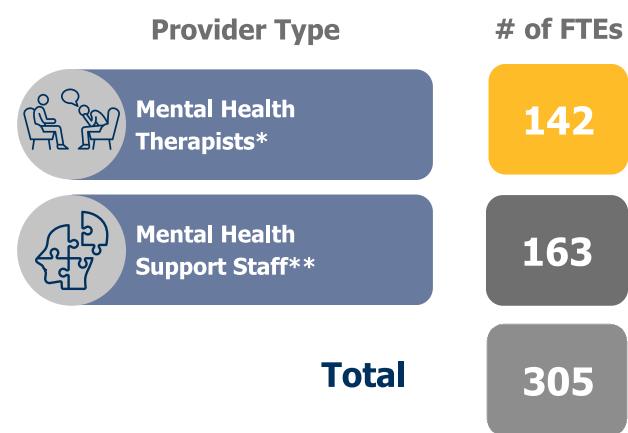 Provider Type # of FTEs
Mental Health
Therapists*
142
Mental Health
Support Staff**
163
Total 305